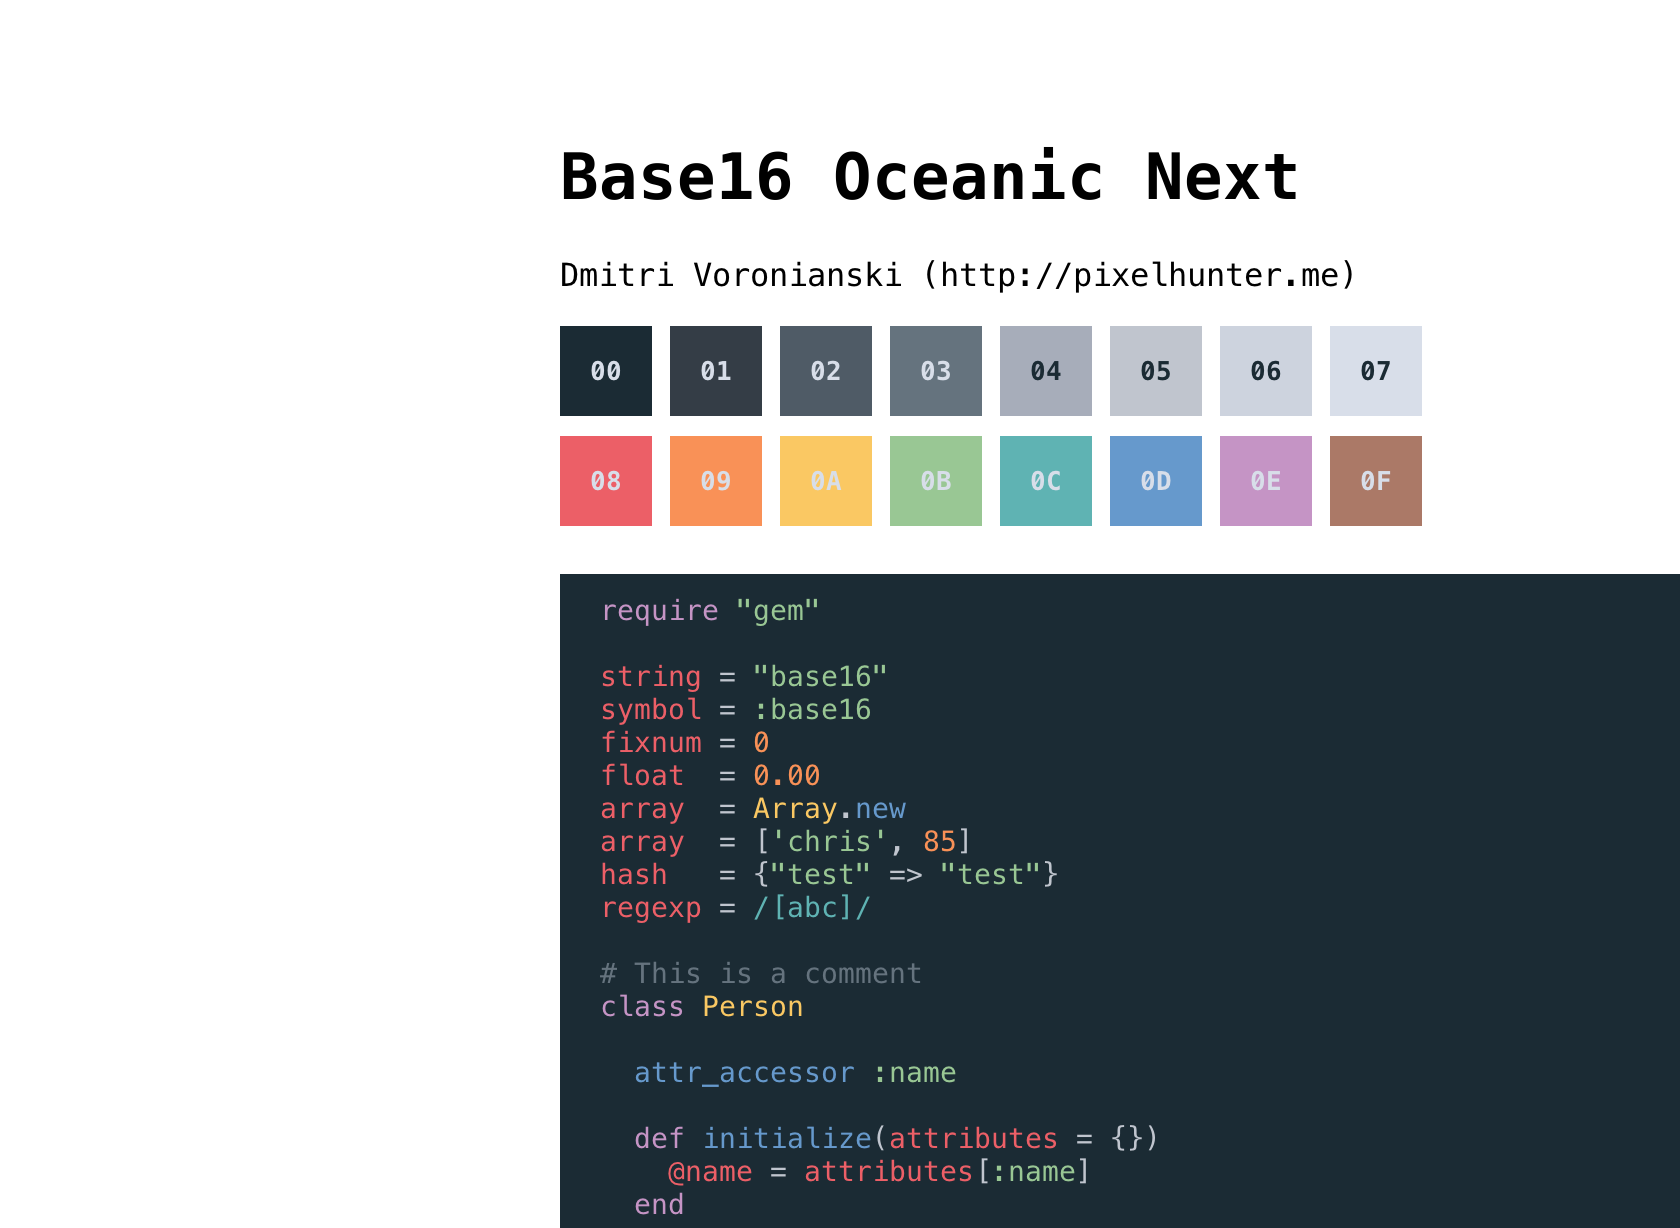 Base16 Oceanic Next
Dmitri Voronianski (http://pixelhunter.me)
00 01 02 03 04 05 06 07
08 09 0A 0B 0C 0D 0E 0F
require "gem"
string = "base16"
symbol = :base16
fixnum = 0
float  = 0.00
array  = Array.new
array  = ['chris', 85]
hash   = {"test" => "test"}
regexp = /[abc]/
# This is a comment
class Person
  attr_accessor :name
  def initialize(attributes = {})
    @name = attributes[:name]
  end